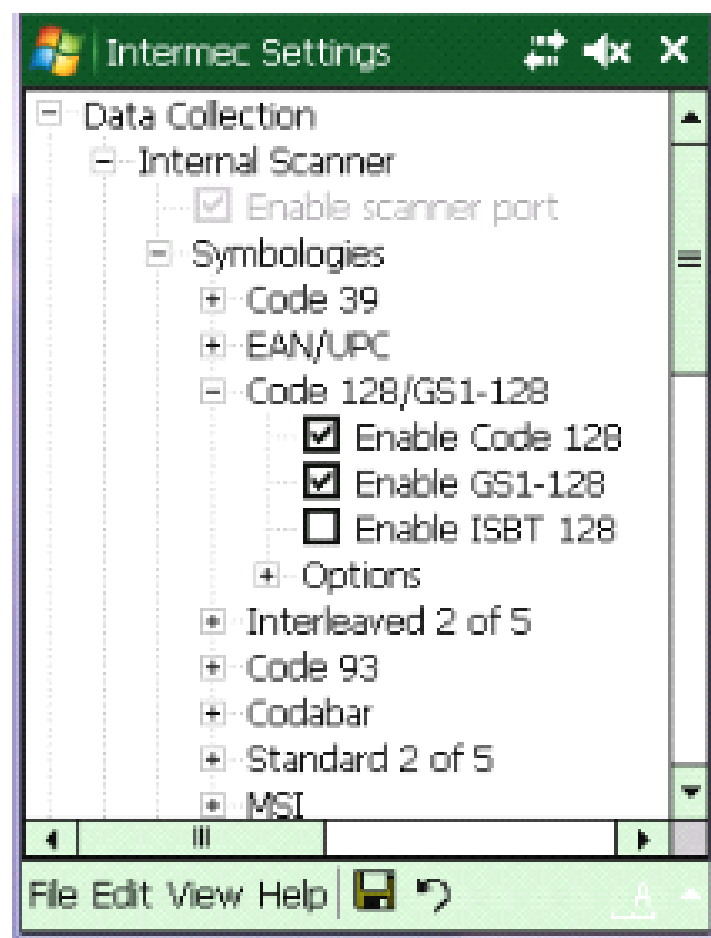 Intermec Settings
Data Collection
Internal Scanner
Enable scanner port
Symbologies
Code 39
EAN/UPC
Code 128/GS1-128
Enable Code 128
Enable GS1-128
Enable ISBT 128
Options
Interleaved 2 of 5
Code 93
Codabar
Standard 2 of 5
MSI
File Edit View Help A